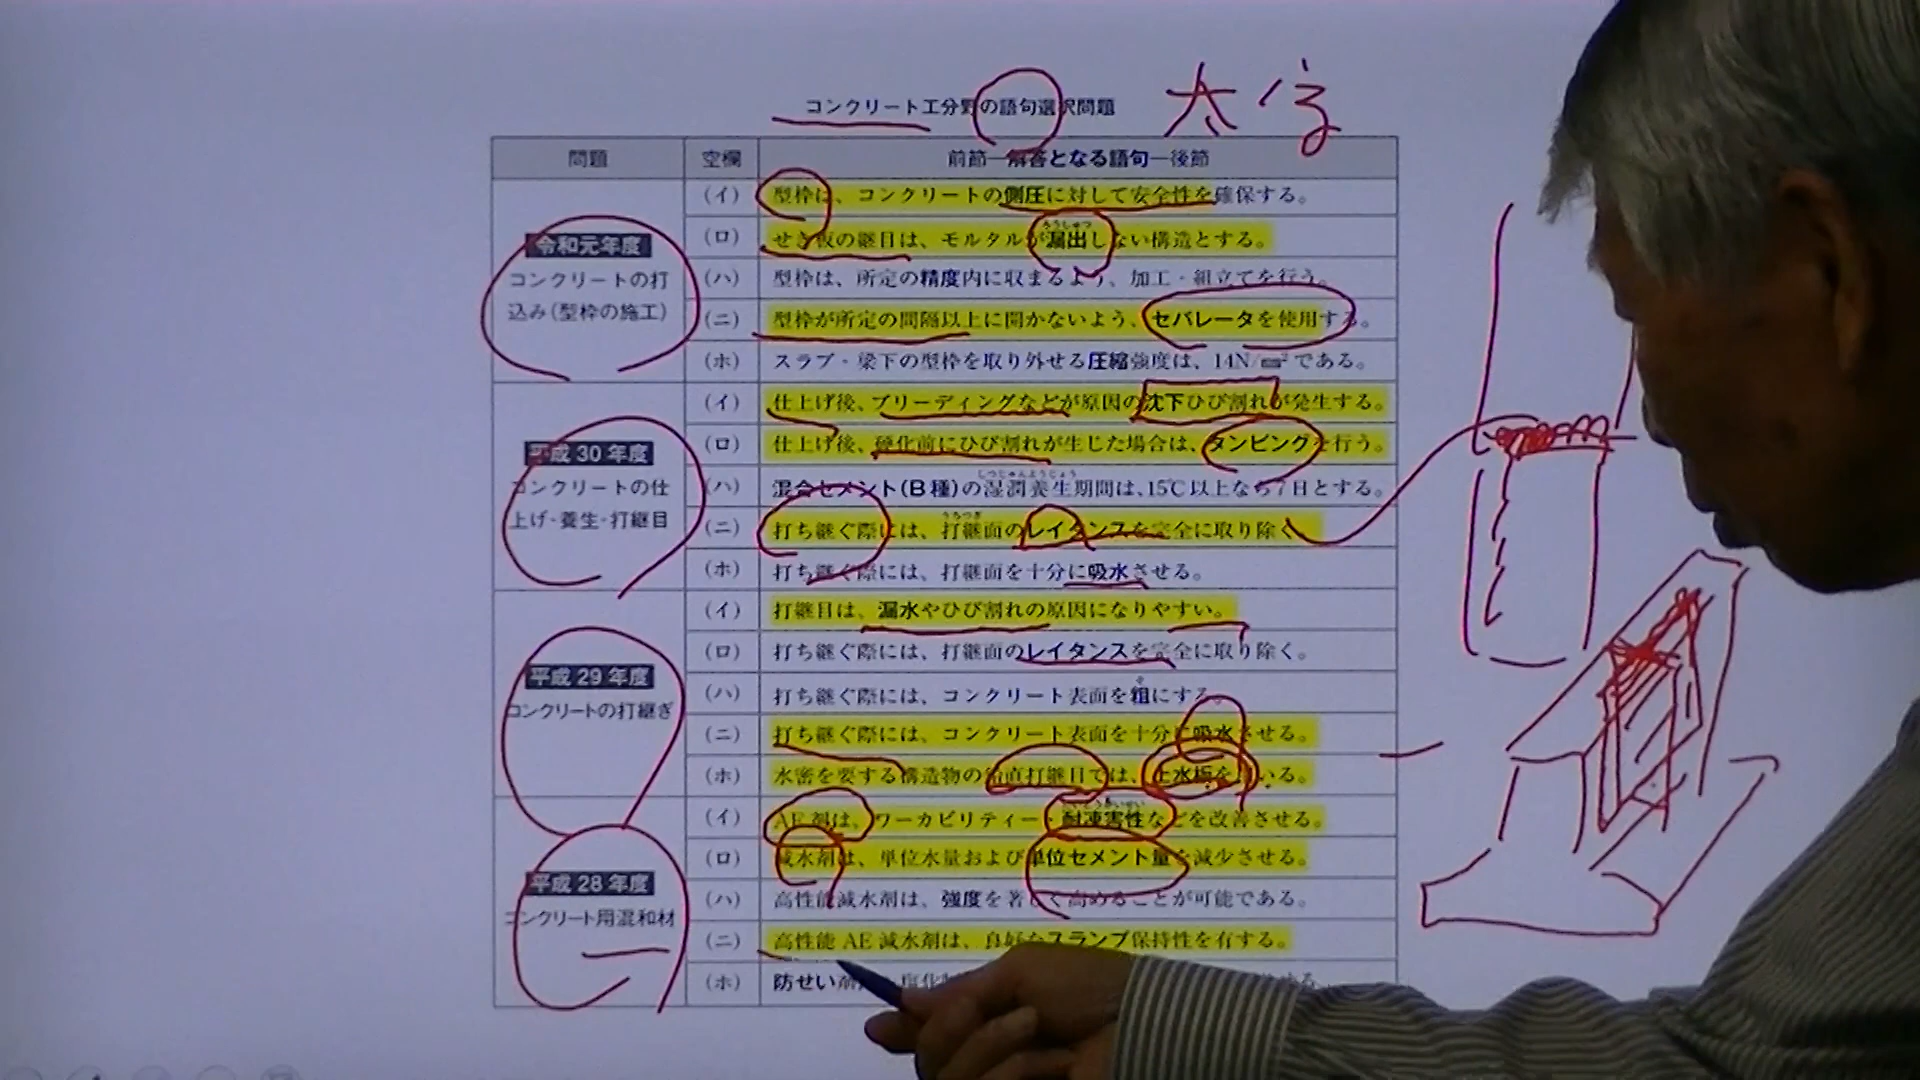 コンクリート工分野の語句選択問題
太字
問題 空欄 前節―解答となる語句―後節
令和元年度
コンクリートの打
込み(型枠の施工)
(イ) 型枠は、コンクリートの側圧に対して安全性を確保する。
(ロ) せき板の継目は、モルタルが漏出しない構造とする。
ろうしゅつ
(ハ) 型枠は、所定の精度内に収まるよう、加工・組立てを行う。
(ニ) 型枠が所定の間隔以上に開かないよう、セパレータを使用する。
(ホ) スラブ・梁下の型枠を取り外せる圧縮強度は、14N/mm²である。
平成30年度
コンクリートの仕
上げ・養生・打継目
(イ) 仕上げ後、ブリーディングなどが原因の沈下ひび割れが発生する。
(ロ) 仕上げ後、硬化前にひび割れが生じた場合は、タンピングを行う。
しつじゅんようじょう
(ハ) 混合セメント(B種)の湿潤養生期間は、15℃以上なら7日とする。
うちつぎ
(ニ) 打ち継ぐ際には、打継面のレイタンスを完全に取り除く
(ホ) 打ち継ぐ際には、打継面を十分に吸水させる。
平成29年度
コンクリートの打継ぎ
(イ) 打継目は、漏水やひび割れの原因になりやすい。
(ロ) 打ち継ぐ際には、打継面のレイタンスを完全に取り除く。
(ハ) 打ち継ぐ際には、コンクリート表面を粗にする。
そ
(ニ) 打ち継ぐ際には、コンクリート表面を十分に吸水させる。
(ホ) 水密を要する構造物の鉛直打継目では、止水板を用いる。
平成28年度
コンクリート用混和材
(イ) AE剤は、ワーカビリティー・耐凍害性などを改善させる。
(ロ) 減水剤は、単位水量および単位セメント量を減少させる。
(ハ) 高性能減水剤は、強度を著しく高めることが可能である。
(ニ) 高性能AE減水剤は、良好なスランプ保持性を有する。
(ホ) 防せい剤